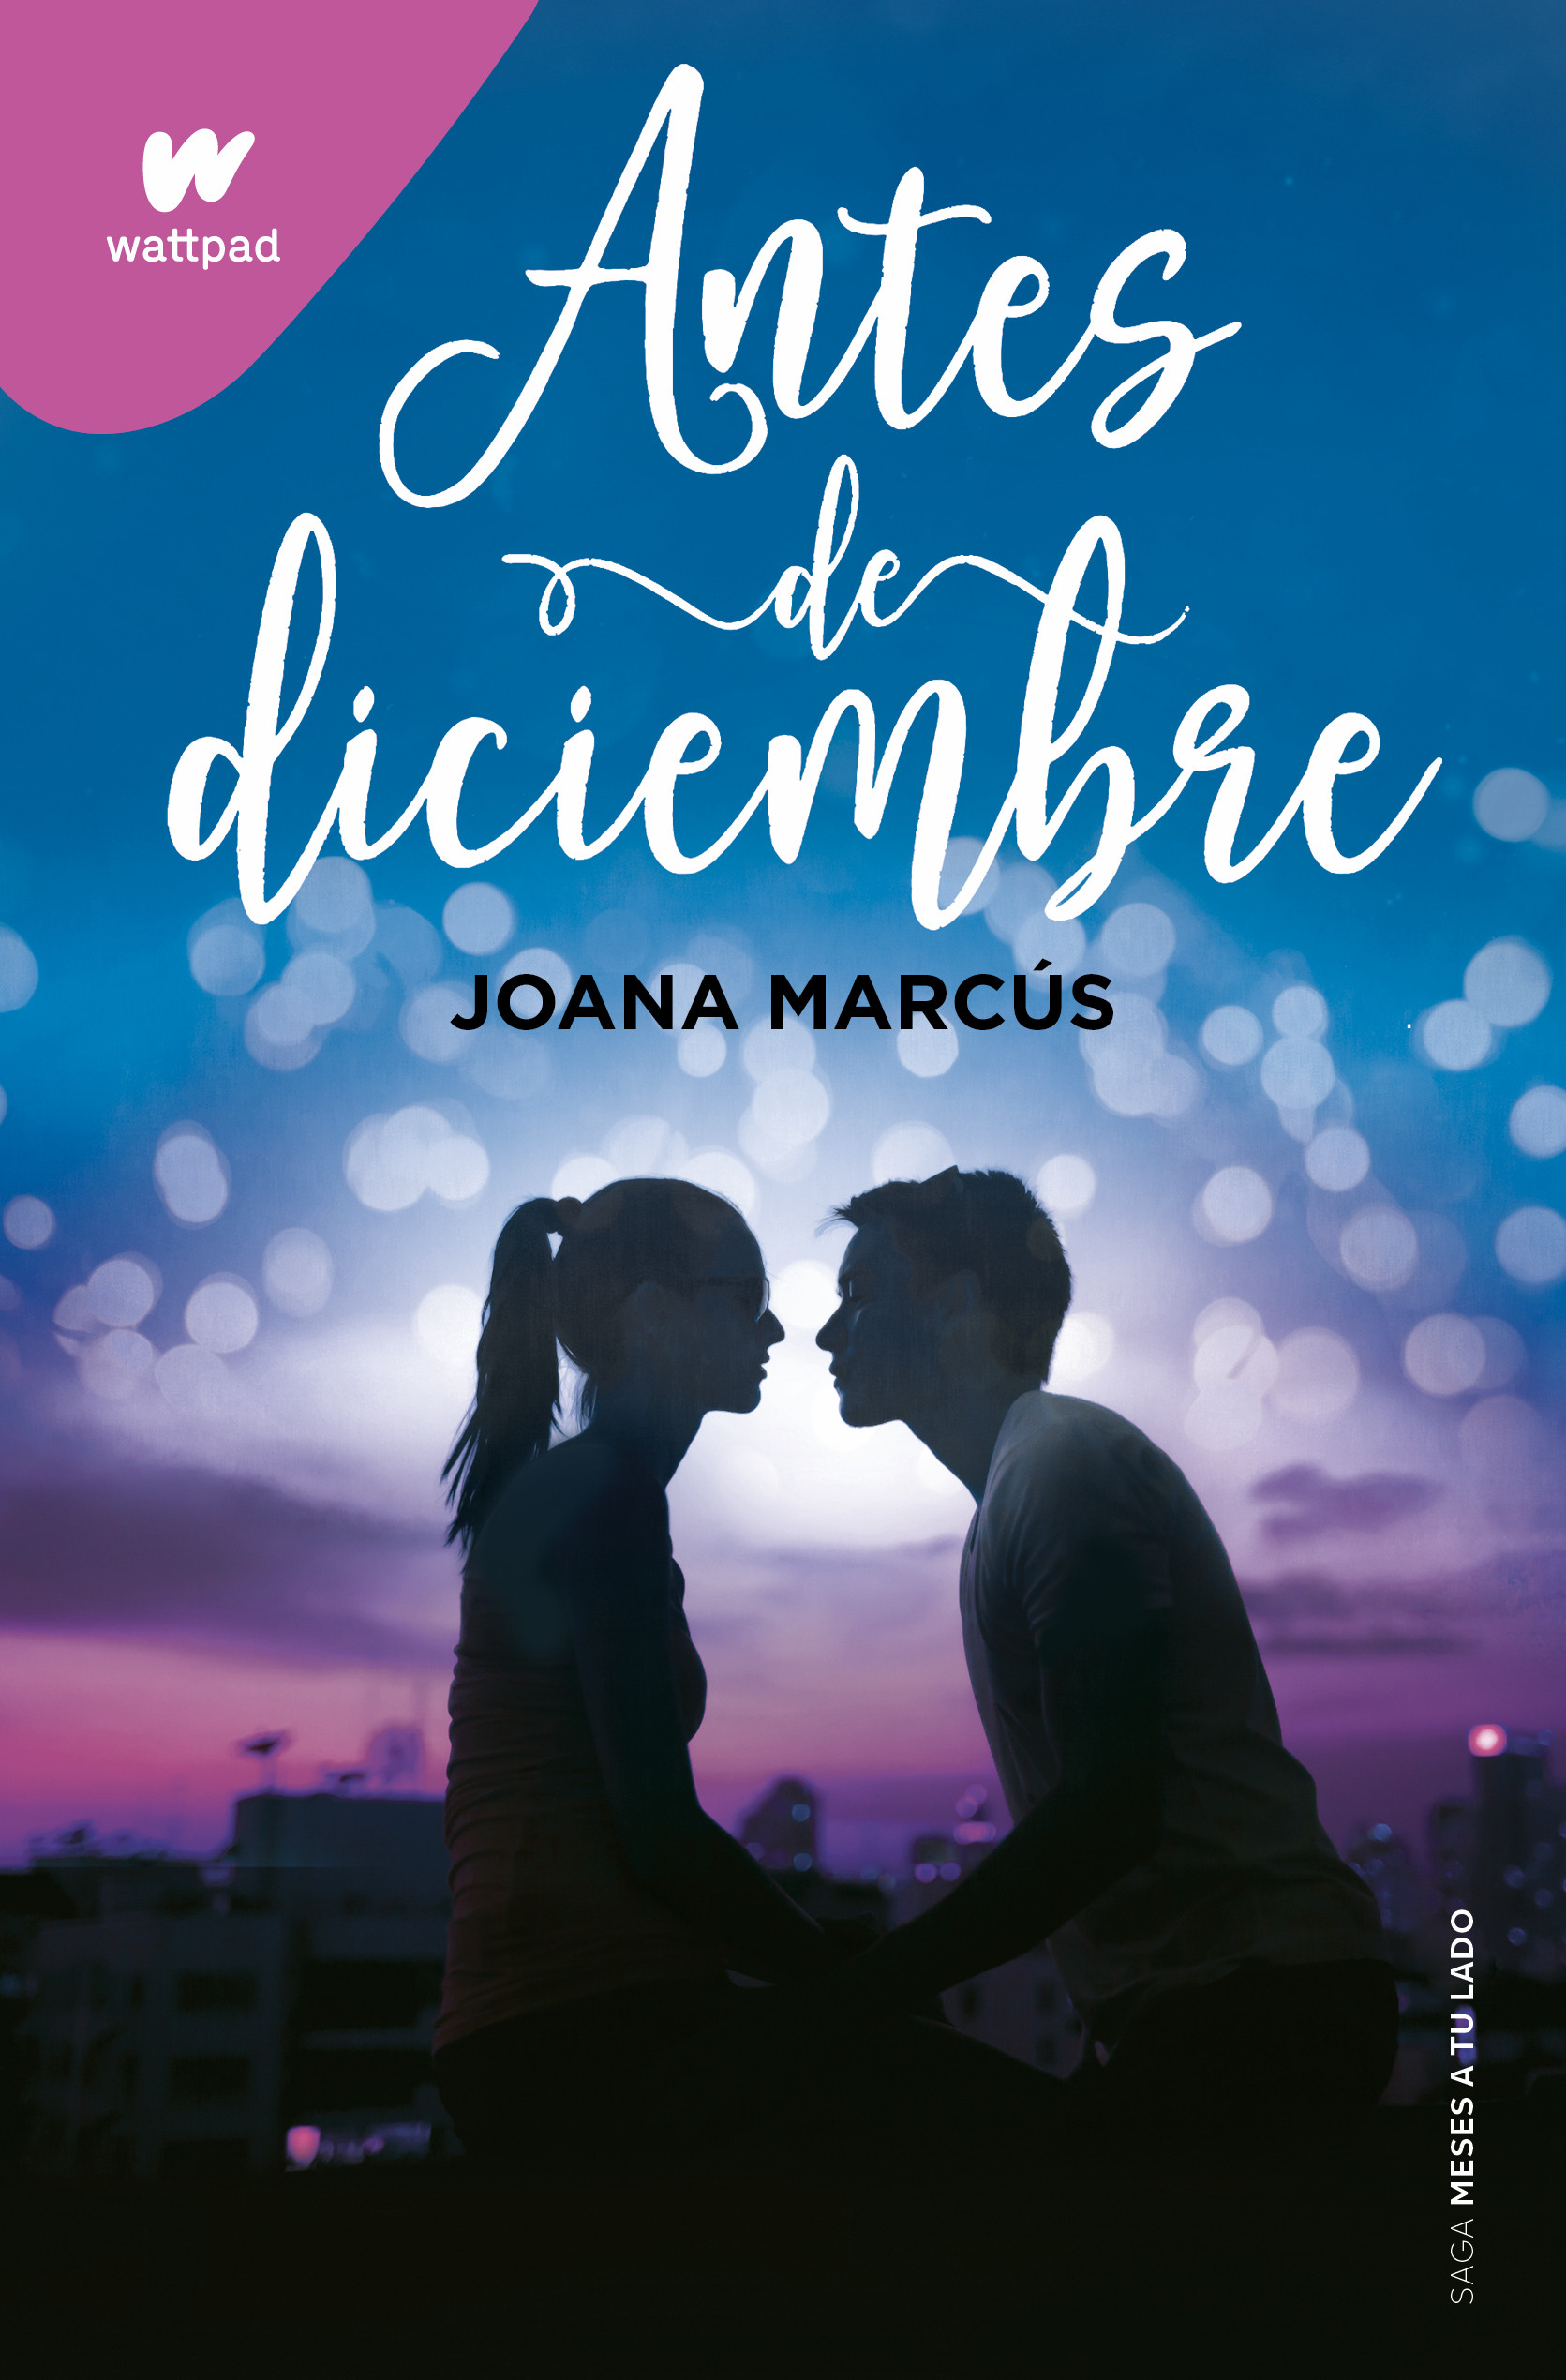 wattpad
Antes
de
diciembre
JOANA MARCÚS
SAGA MESES A TU LADO